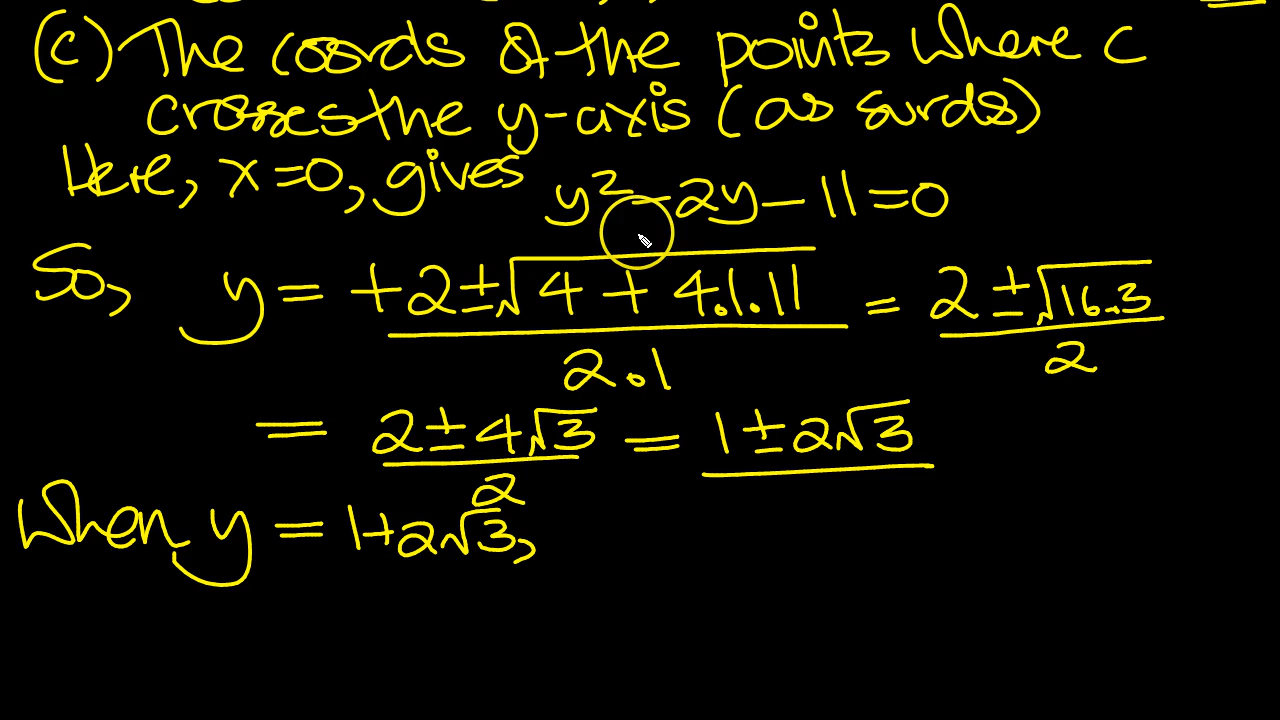 (c) The coords of the points where C
crosses the y-axis (as surds)
Here, x=0, gives y²-2y-11=0
So, y = +2±√(4+4.1.11)/2.1 = 2±√(16.3)/2
= 2±4√3/2 = 1±2√3
When y = 1+2√3,